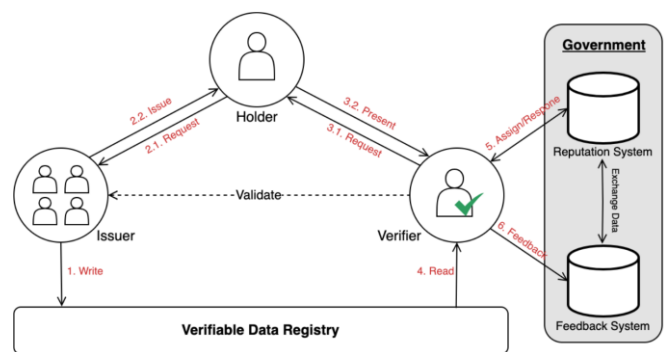 Government
Holder
2.2. Issue
2.1. Request
3.2. Present
3.1. Request
5. Assign/Respone
Reputation System
Exchange Data
Validate
Issuer
Verifier
6. Feedback
1. Write
4. Read
Feedback System
Verifiable Data Registry